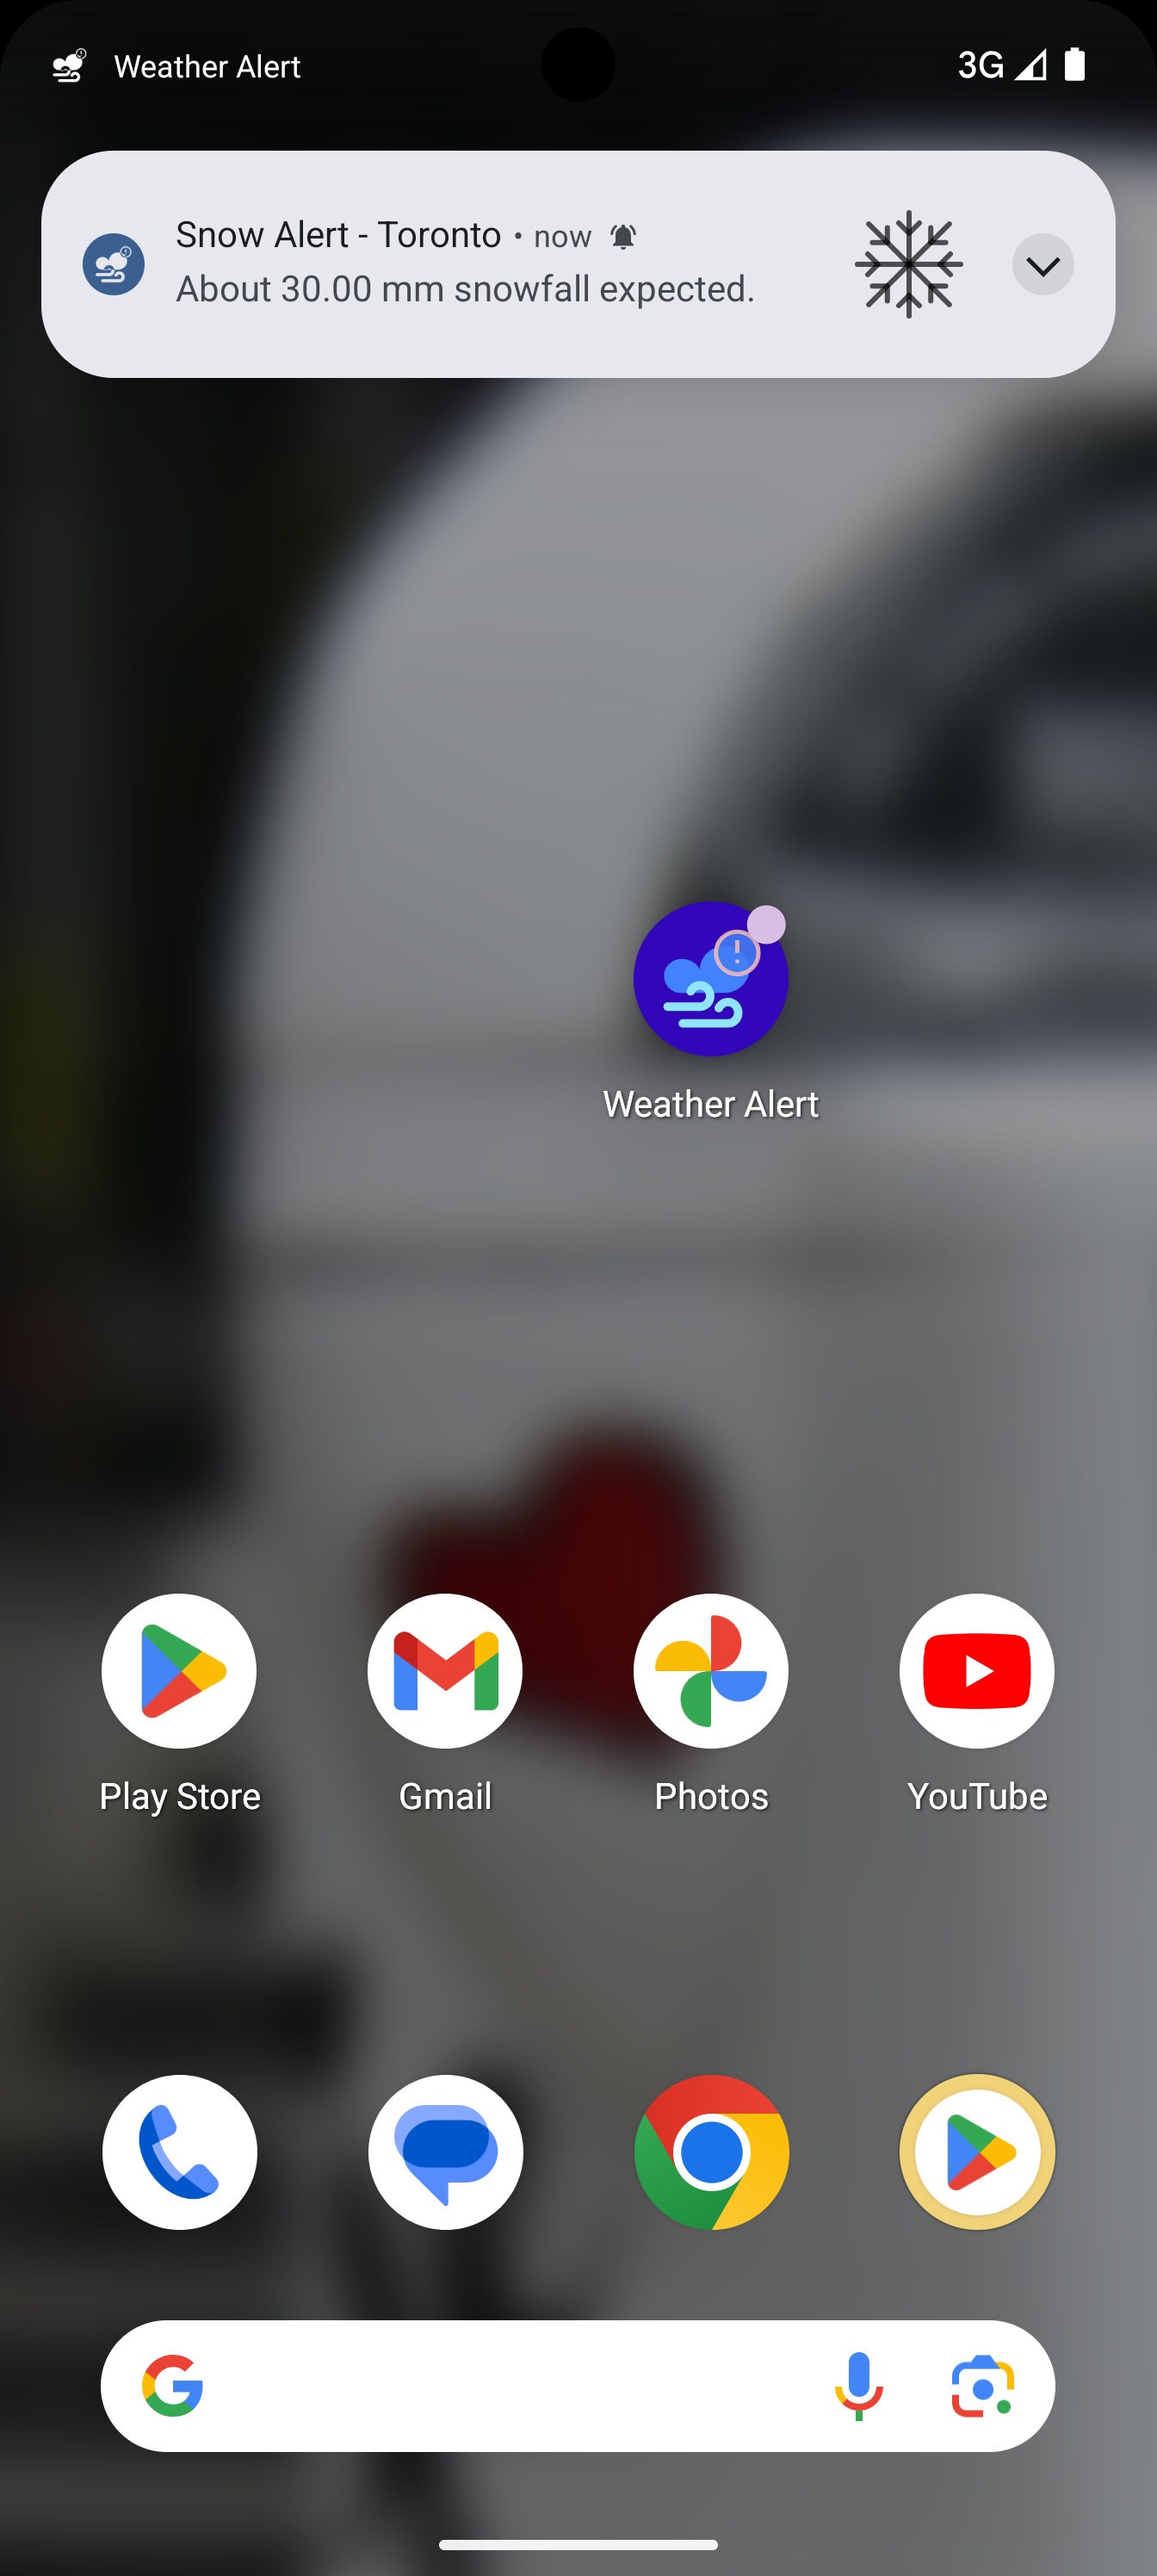 Weather Alert
3G
Snow Alert - Toronto • now
About 30.00 mm snowfall expected.
Weather Alert
Play Store
Gmail
Photos
YouTube